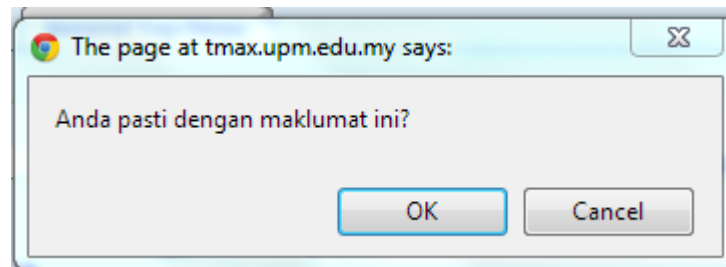 The page at tmax.upm.edu.my says:
Anda pasti dengan maklumat ini?
OK Cancel